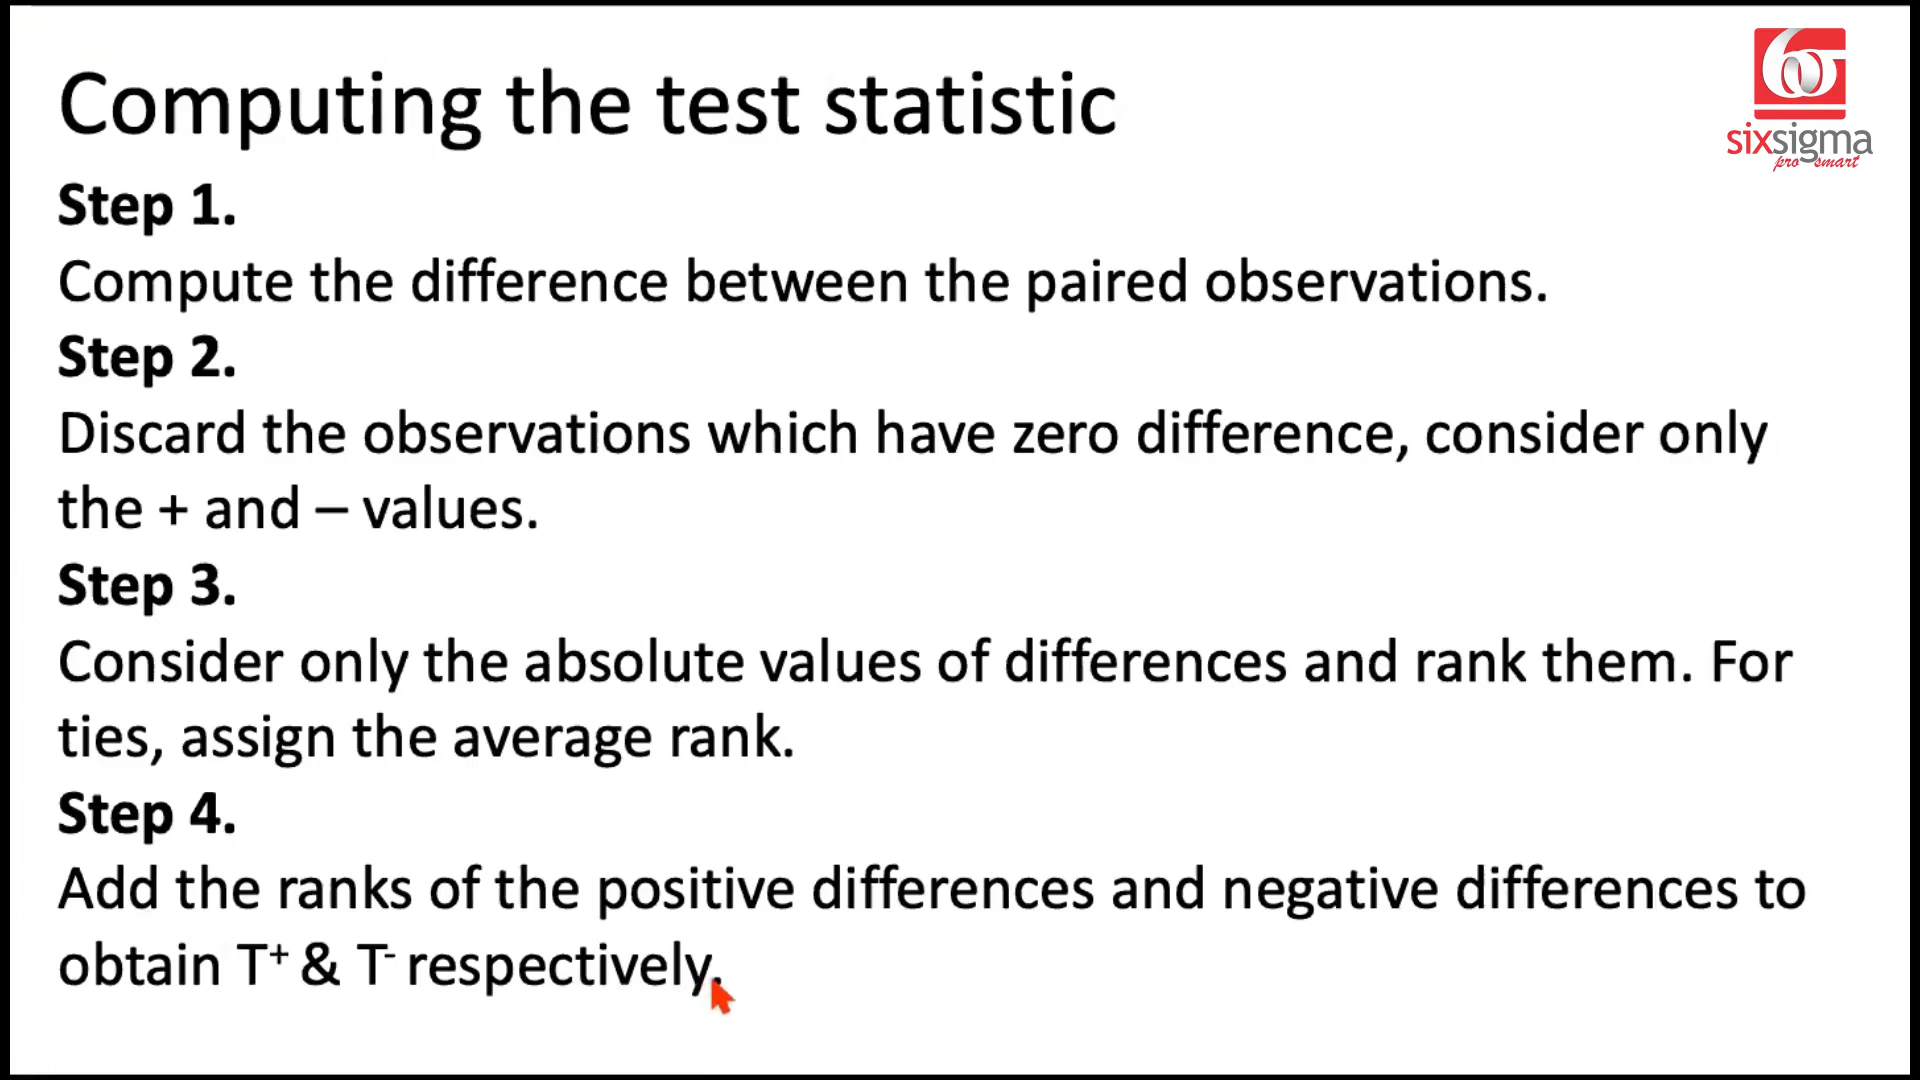 Computing the test statistic
sixsigma
pro smart
Step 1.
Compute the difference between the paired observations.
Step 2.
Discard the observations which have zero difference, consider only
the + and – values.
Step 3.
Consider only the absolute values of differences and rank them. For
ties, assign the average rank.
Step 4.
Add the ranks of the positive differences and negative differences to
obtain T⁺ & T⁻ respectively.